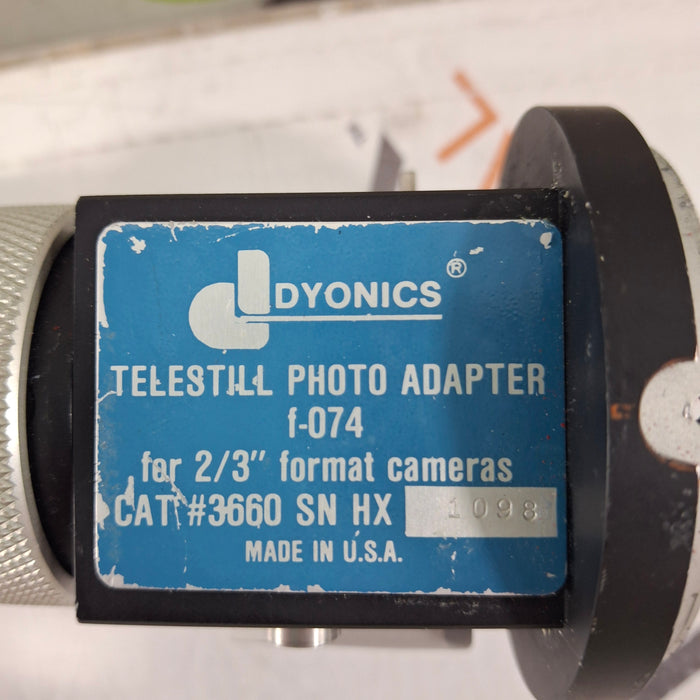 DYONICS ®
TELESTILL PHOTO ADAPTER
f-074
for 2/3" format cameras
CAT #3660 SN HX 1098
MADE IN U.S.A.